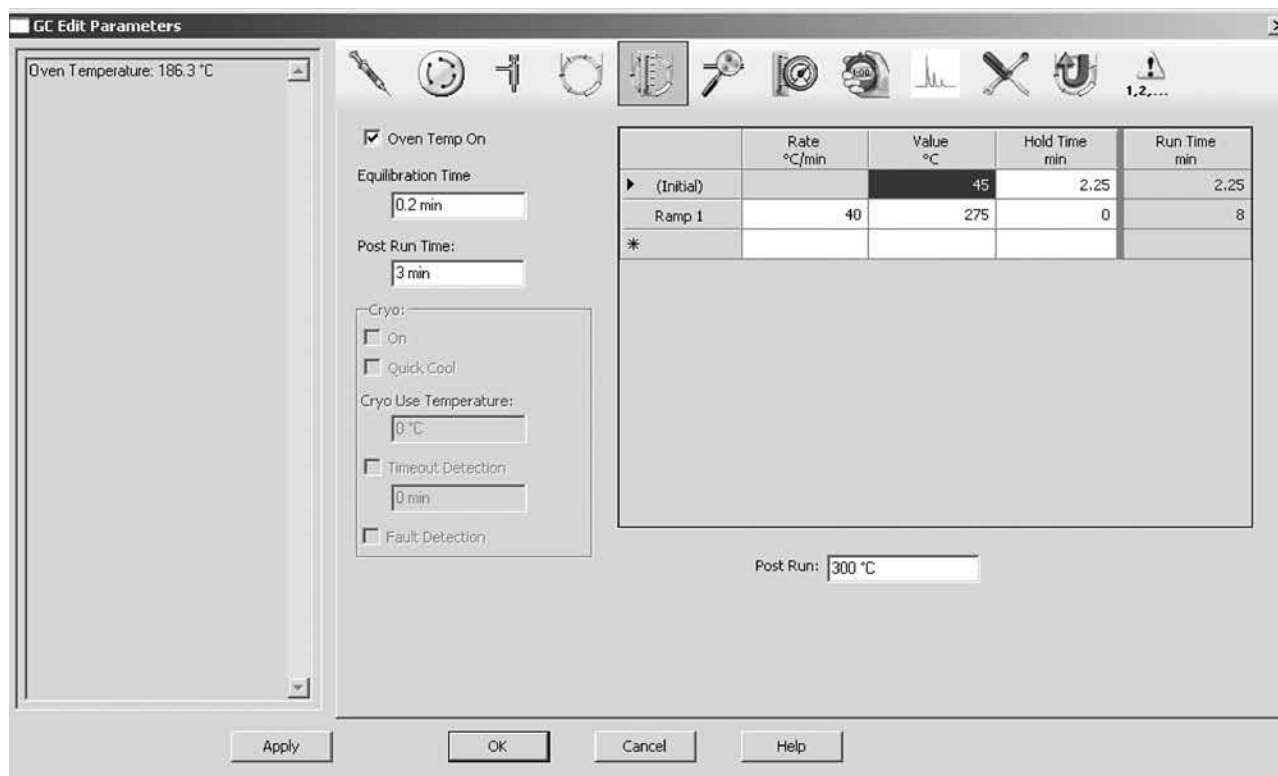 GC Edit Parameters
Oven Temperature: 186.3 °C
1:00
1,2,...
Oven Temp On
Equilibration Time
0.2 min
Post Run Time:
3 min
Cryo:
On
Quick Cool
Cryo Use Temperature:
0 °C
Timeout Detection
0 min
Fault Detection
Rate Value Hold Time Run Time
°C/min °C min min
(Initial) 45 2.25 2.25
Ramp 1 40 275 0 8
Post Run: 300 °C
Apply OK Cancel Help